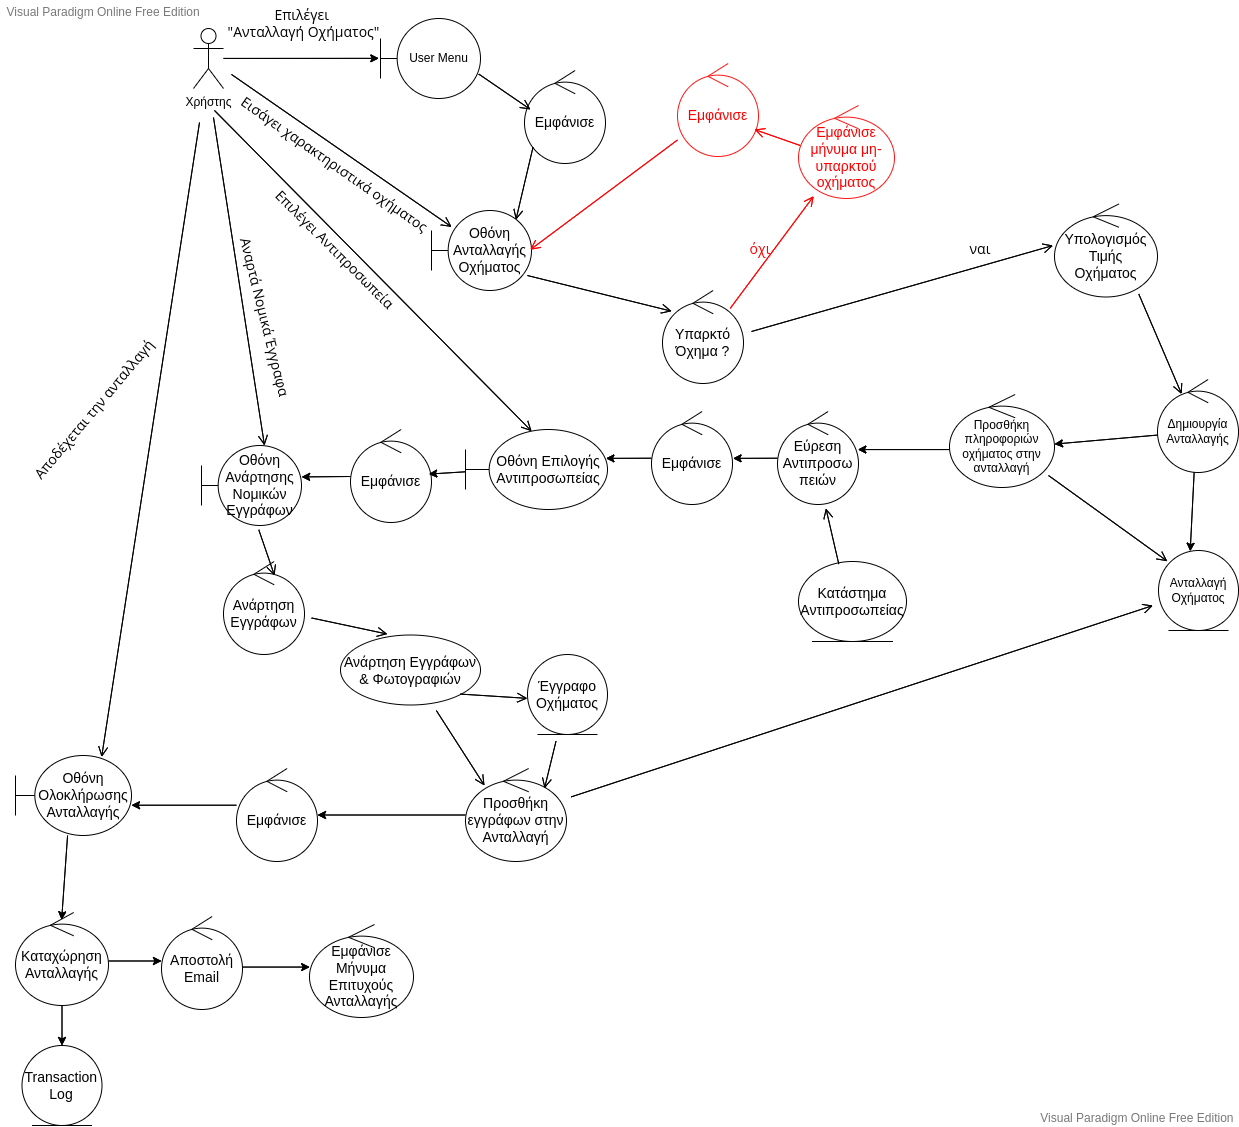 Visual Paradigm Online Free Edition
Επιλέγει
"Ανταλλαγή Οχήματος"
User Menu
Χρήστης
Εμφάνισε
Εμφάνισε
Εμφάνισε
μήνυμα μη-
υπαρκτού
οχήματος
Εισάγει χαρακτηριστικά οχήματος
Επιλέγει Αντιπροσωπεία
Αναρτά Νομικά Έγγραφα
Αποδέχεται την ανταλλαγή
Οθόνη
Ανταλλαγής
Οχήματος
όχι
ναι
Υπολογισμός
Τιμής
Οχήματος
Υπαρκτό
Όχημα ?
Δημιουργία
Ανταλλαγής
Προσθήκη
πληροφοριών
οχήματος στην
ανταλλαγή
Εύρεση
Αντιπροσω
πειών
Εμφάνισε
Οθόνη Επιλογής
Αντιπροσωπείας
Εμφάνισε
Οθόνη
Ανάρτησης
Νομικών
Εγγράφων
Κατάστημα
Αντιπροσωπείας
Ανταλλαγή
Οχήματος
Ανάρτηση
Εγγράφων
Ανάρτηση Εγγράφων
& Φωτογραφιών
Έγγραφο
Οχήματος
Προσθήκη
εγγράφων στην
Ανταλλαγή
Εμφάνισε
Οθόνη
Ολοκλήρωσης
Ανταλλαγής
Καταχώρηση
Ανταλλαγής
Αποστολή
Email
Εμφάνισε
Μήνυμα
Επιτυχούς
Ανταλλαγής
Transaction
Log
Visual Paradigm Online Free Edition